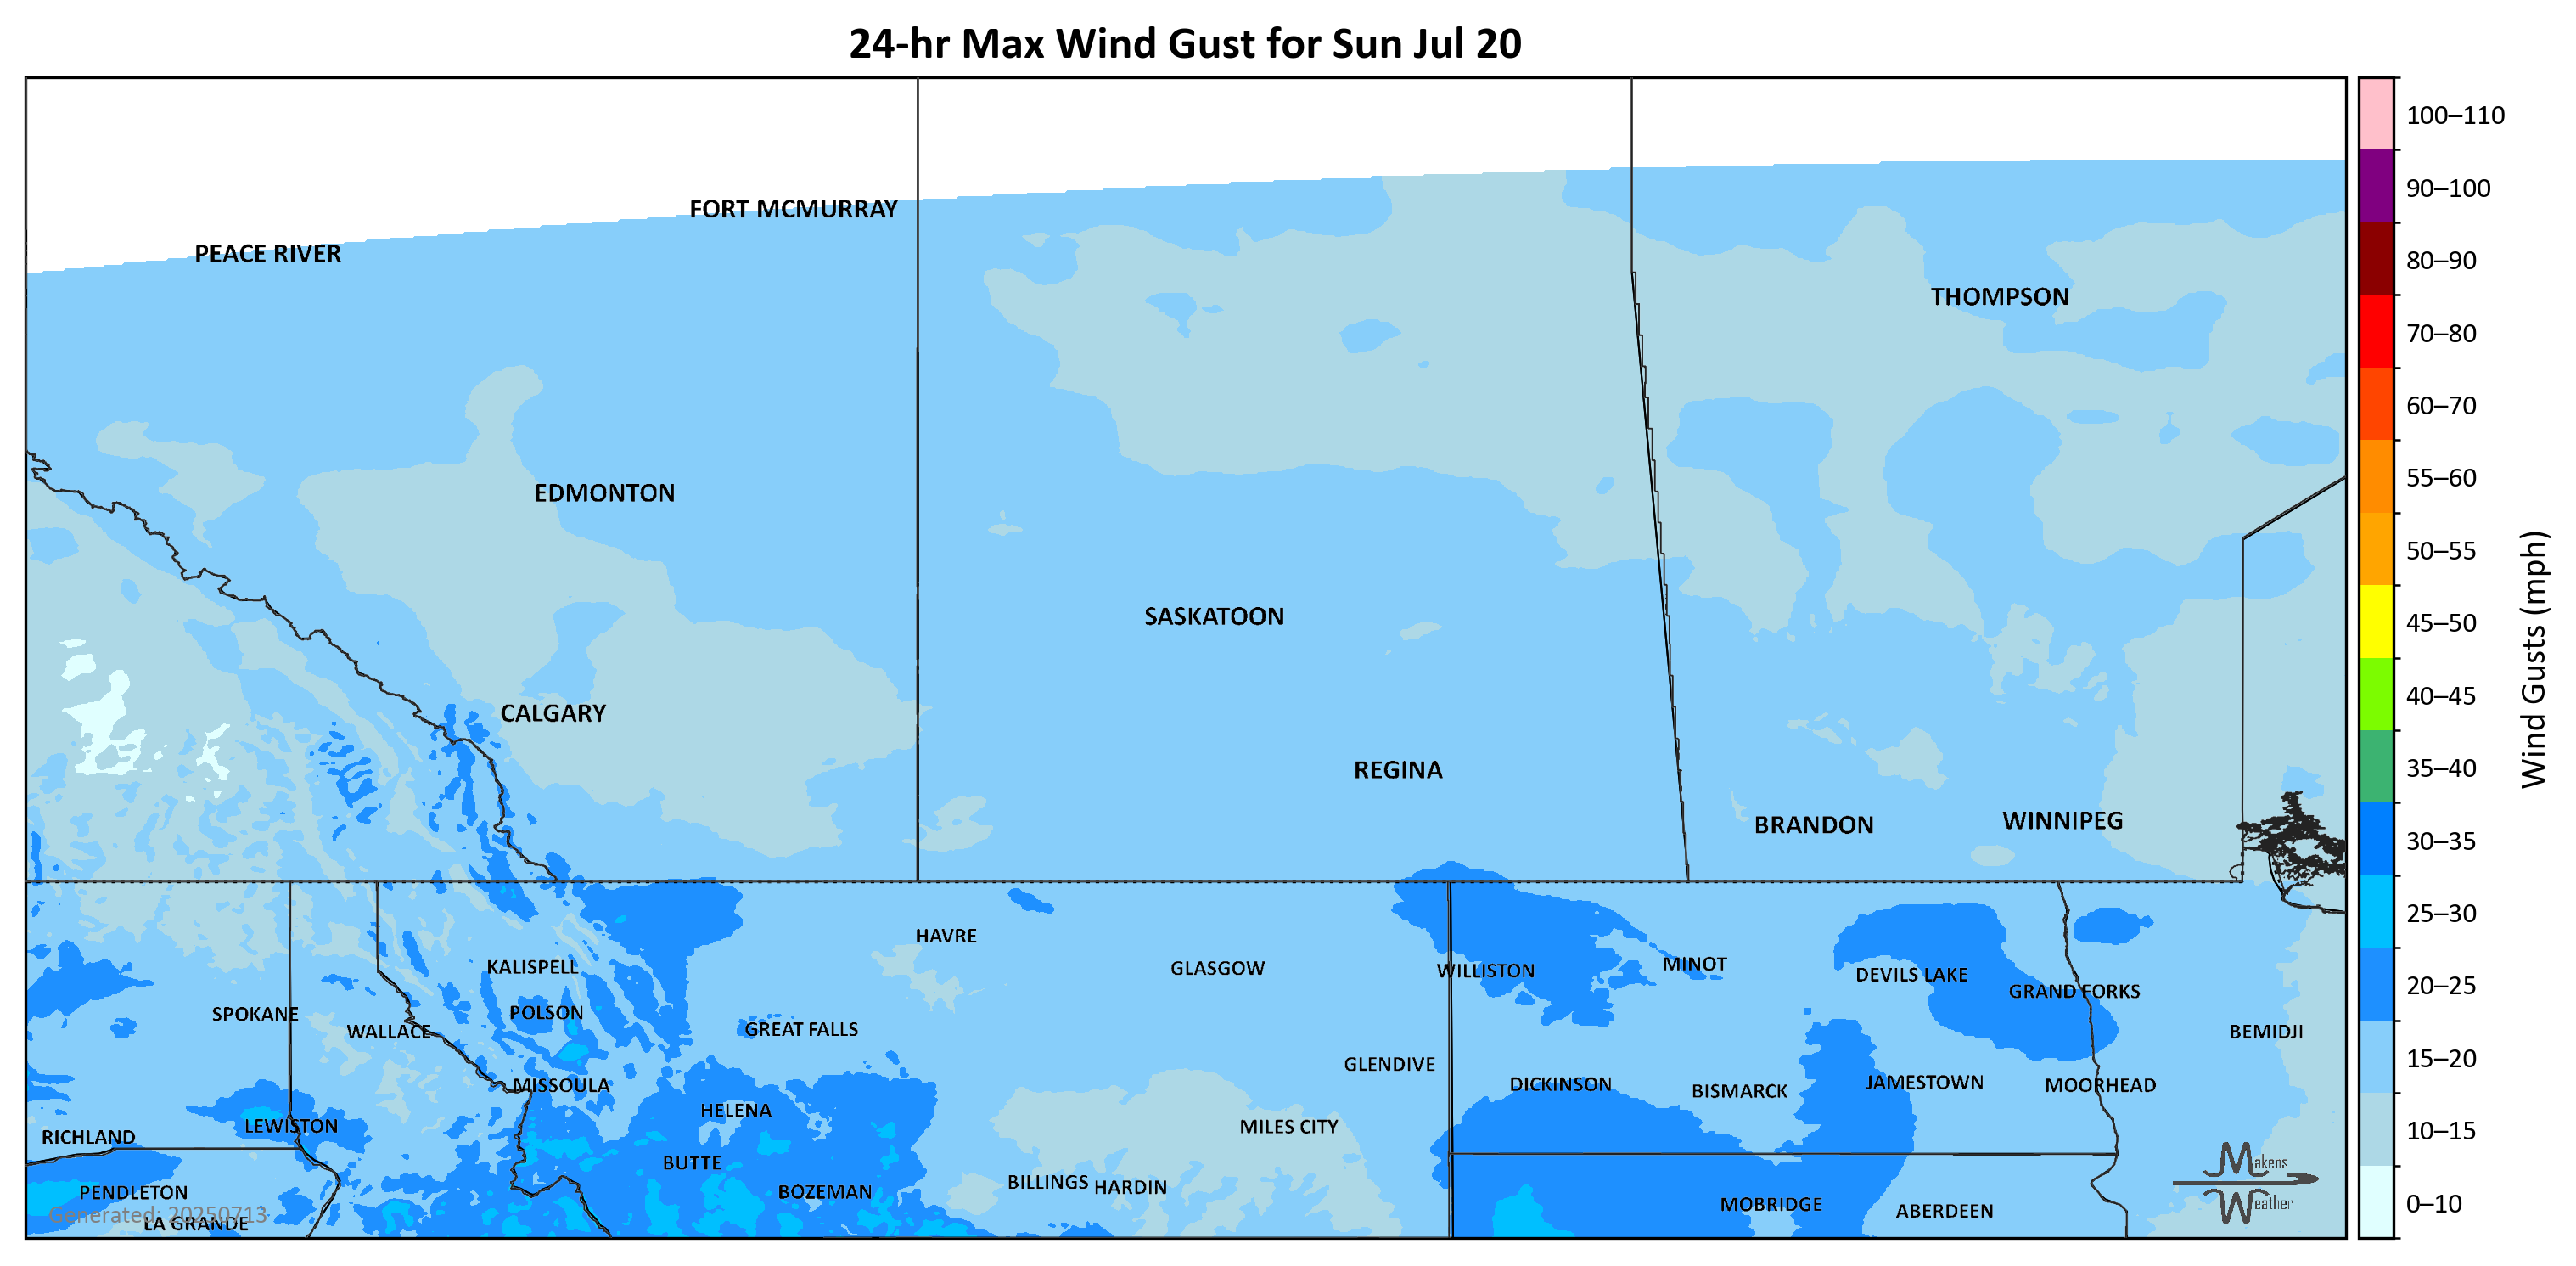 24-hr Max Wind Gust for Sun Jul 20
100–110
90–100
80–90
70–80
60–70
55–60
50–55
45–50
40–45
35–40
30–35
25–30
20–25
15–20
10–15
0–10
Wind Gusts (mph)
FORT MCMURRAY
PEACE RIVER
THOMPSON
EDMONTON
SASKATOON
CALGARY
REGINA
BRANDON
WINNIPEG
HAVRE
KALISPELL
GLASGOW
WILLISTON
MINOT
DEVILS LAKE
GRAND FORKS
SPOKANE
POLSON
WALLACE
GREAT FALLS
BEMIDJI
GLENDIVE
MISSOULA
DICKINSON
BISMARCK
JAMESTOWN
MOORHEAD
HELENA
LEWISTON
MILES CITY
RICHLAND
BUTTE
BILLINGS
HARDIN
PENDLETON
BOZEMAN
MOBRIDGE
ABERDEEN
Generated: 20250713
LA GRANDE
Makens
Weather